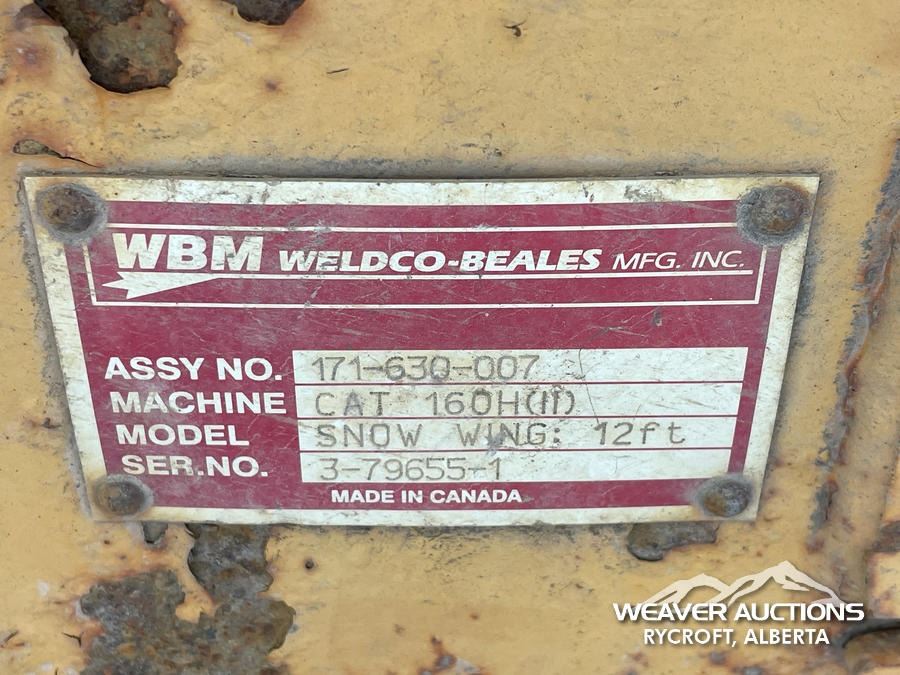 WBM WELDCO-BEALES MFG. INC.
ASSY NO. 171-630-007
MACHINE CAT 160H(II)
MODEL SNOW WING: 12ft
SER.NO. 3-79655-1
MADE IN CANADA
WEAVER AUCTIONS
RYCROFT, ALBERTA